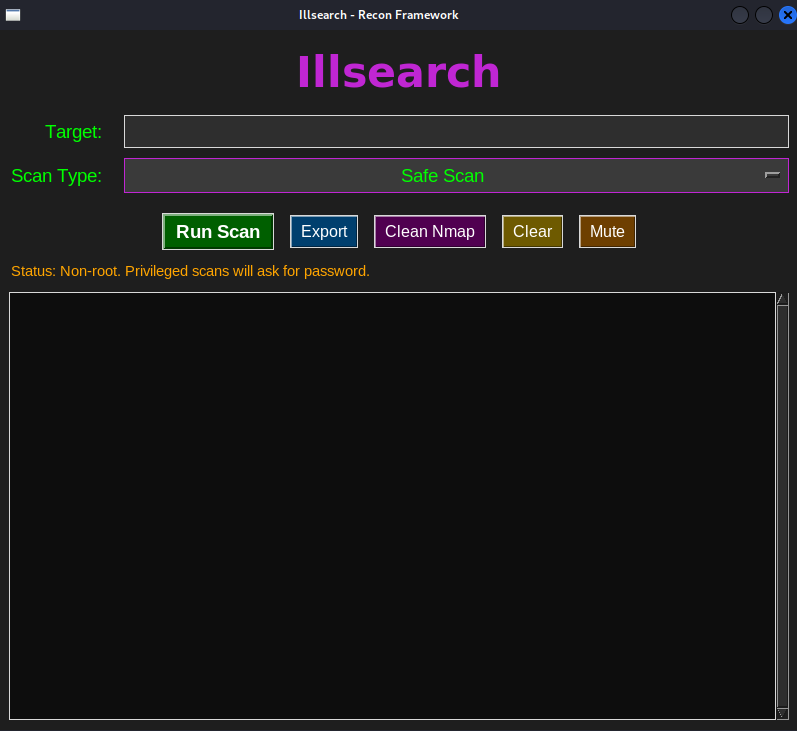 Illsearch - Recon Framework
Illsearch
Target:
Scan Type: Safe Scan
Run Scan Export Clean Nmap Clear Mute
Status: Non-root. Privileged scans will ask for password.